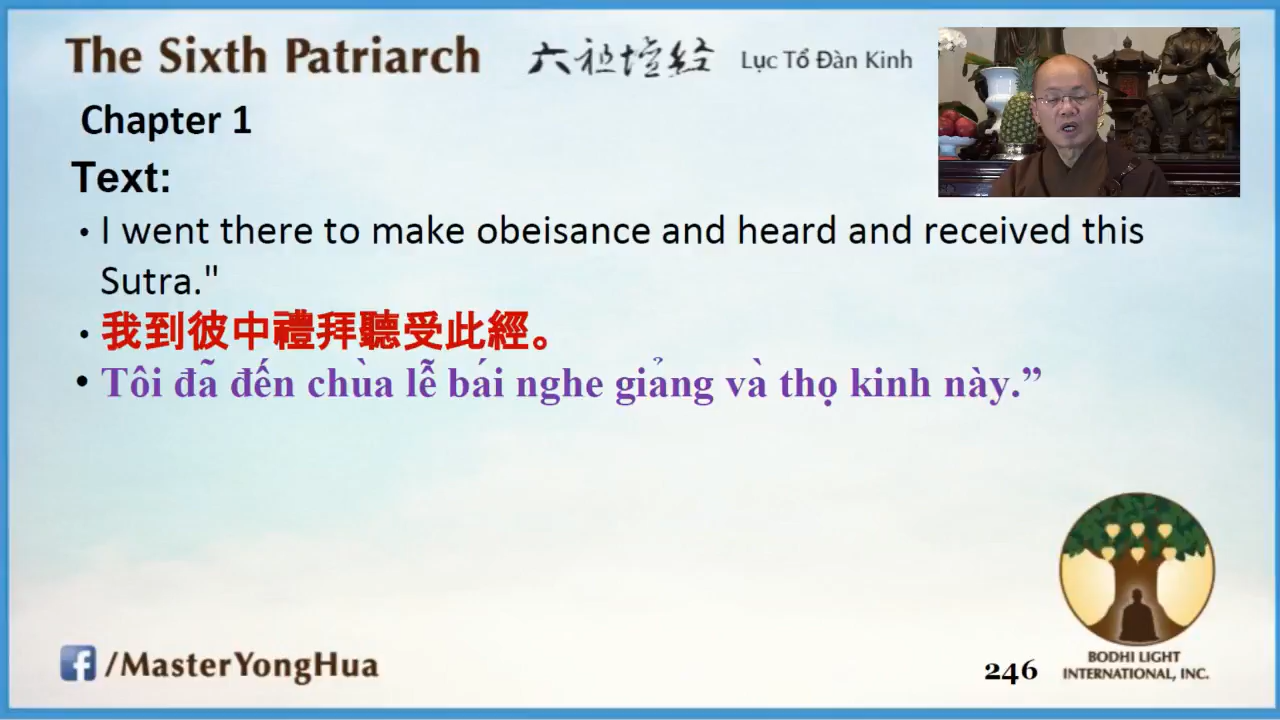 The Sixth Patriarch 六祖壇经 Lục Tổ Đàn Kinh
Chapter 1
Text:
• I went there to make obeisance and heard and received this
Sutra."
• 我到彼中禮拜聽受此經。
• Tôi đã đến chùa lễ bái nghe giảng và thọ kinh này.”
f /MasterYongHua
246
BODHI LIGHT
INTERNATIONAL, INC.